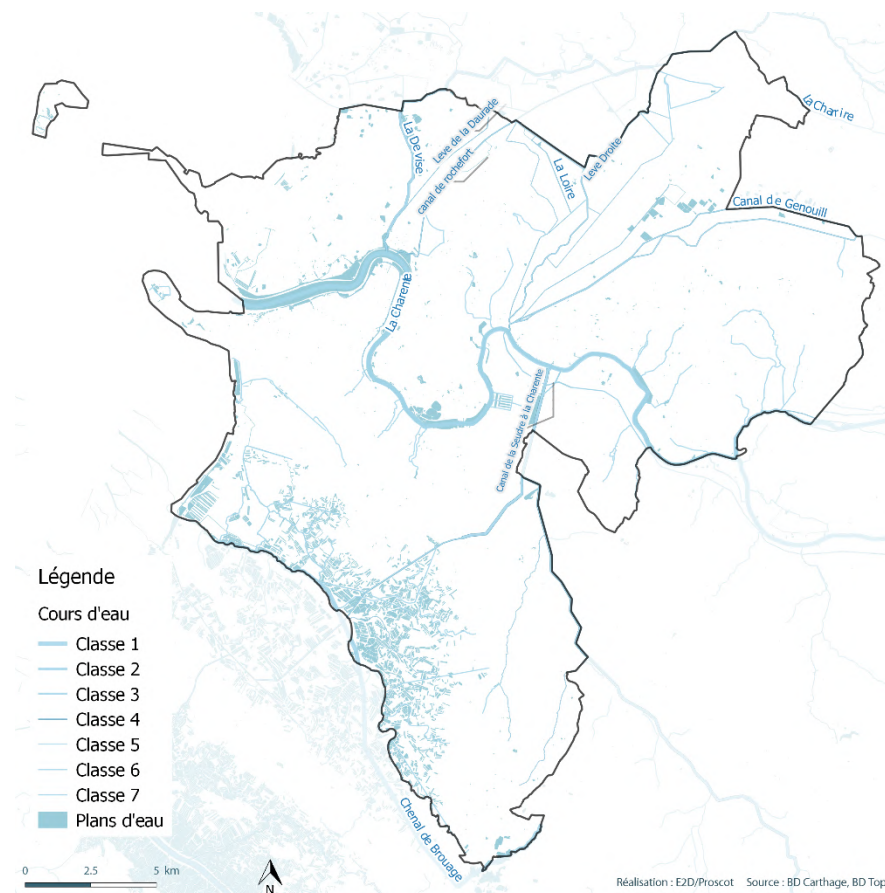 La Charrire
Leve de la Daurade
La Devise
canal de rochefort
La Loire
Leve Droite
Canal de Genouill
La Charente
Canal de la Seudre à la Charente
Légende
Cours d'eau
Classe 1
Classe 2
Classe 3
Classe 4
Classe 5
Classe 6
Classe 7
Plans d'eau
Chenal de Brouage
0 2.5 5 km
N
Réalisation : E2D/Proscot Source : BD Carthage, BD Top